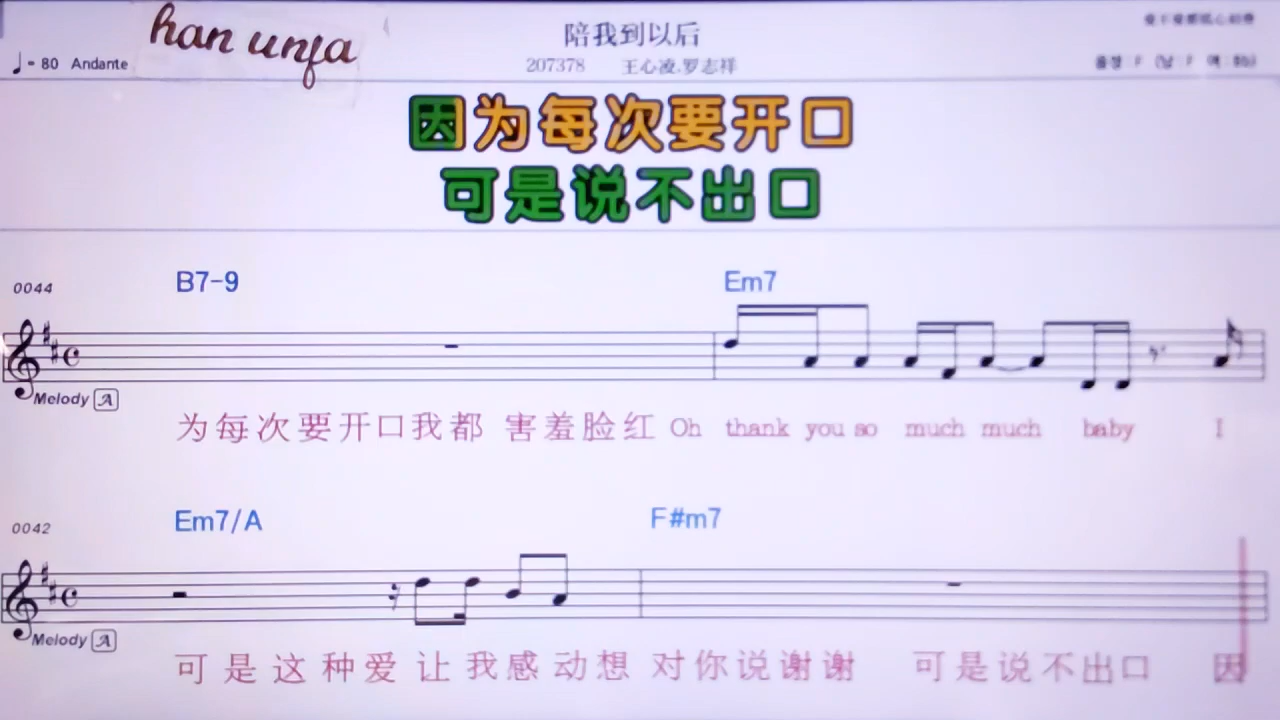 han unfa
♩= 80 Andante
陪我到以后
207378 王心凌.罗志祥
因为每次要开口
可是说不出口
0044
B7-9 Em7
Melody A
为每次要开口我都 害羞脸红 Oh thank you so much much baby I
0042
Em7/A F#m7
Melody A
可是这种爱让我感动想 对你说谢谢 可是说不出口 因